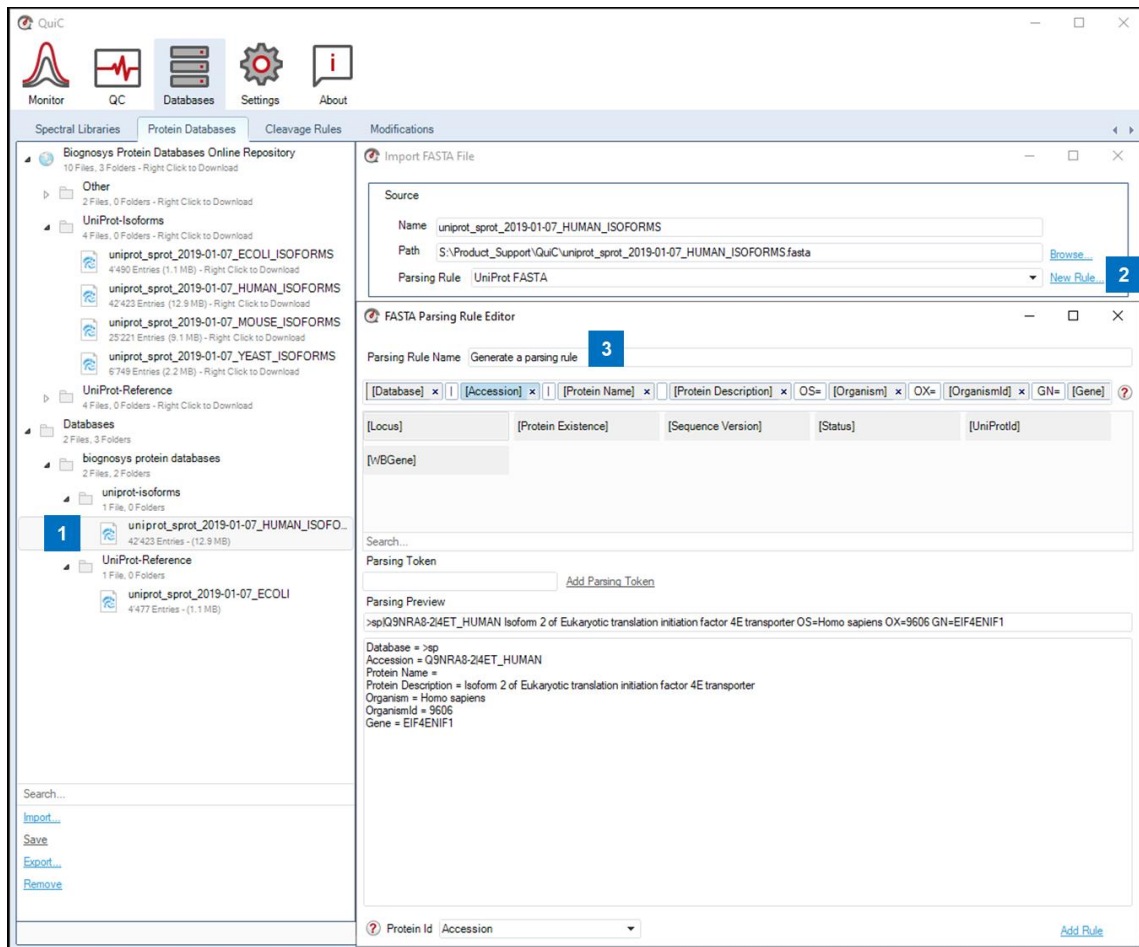 QuiC
Monitor QC Databases Settings About
Spectral Libraries Protein Databases Cleavage Rules Modifications
Biognosys Protein Databases Online Repository
10 Files, 3 Folders - Right Click to Download
Other
2 Files, 0 Folders - Right Click to Download
UniProt-Isoforms
4 Files, 0 Folders - Right Click to Download
uniprot_sprot_2019-01-07_ECOLI_ISOFORMS
4'490 Entries (1.1 MB) - Right Click to Download
uniprot_sprot_2019-01-07_HUMAN_ISOFORMS
42'423 Entries (12.9 MB) - Right Click to Download
uniprot_sprot_2019-01-07_MOUSE_ISOFORMS
25'221 Entries (9.1 MB) - Right Click to Download
uniprot_sprot_2019-01-07_YEAST_ISOFORMS
6'749 Entries (2.2 MB) - Right Click to Download
UniProt-Reference
4 Files, 0 Folders - Right Click to Download
Databases
2 Files, 3 Folders
biognosys protein databases
2 Files, 2 Folders
uniprot-isoforms
1 File, 0 Folders
1
uniprot_sprot_2019-01-07_HUMAN_ISOFO...
42'423 Entries - (12.9 MB)
UniProt-Reference
1 File, 0 Folders
uniprot_sprot_2019-01-07_ECOLI
4'477 Entries - (1.1 MB)
Search...
Import...
Save
Export...
Remove
Import FASTA File
Source
Name uniprot_sprot_2019-01-07_HUMAN_ISOFORMS
Path S:\Product_Support\QuiC\uniprot_sprot_2019-01-07_HUMAN_ISOFORMS.fasta Browse...
Parsing Rule UniProt FASTA New Rule... 2
FASTA Parsing Rule Editor
Parsing Rule Name Generate a parsing rule 3
[Database] x | [Accession] x | [Protein Name] x [Protein Description] x OS= [Organism] x OX= [OrganismId] x GN= [Gene] ?
[Locus] [Protein Existence] [Sequence Version] [Status] [UniProtId]
[WBGene]
Search...
Parsing Token
Add Parsing Token
Parsing Preview
>sp|Q9NRA8-2|4ET_HUMAN Isoform 2 of Eukaryotic translation initiation factor 4E transporter OS=Homo sapiens OX=9606 GN=EIF4ENIF1
Database = >sp
Accession = Q9NRA8-2|4ET_HUMAN
Protein Name =
Protein Description = Isoform 2 of Eukaryotic translation initiation factor 4E transporter
Organism = Homo sapiens
OrganismId = 9606
Gene = EIF4ENIF1
? Protein Id Accession Add Rule